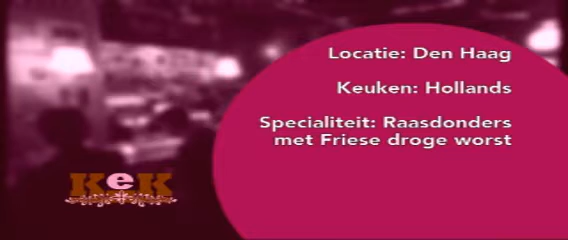 Locatie: Den Haag
Keuken: Hollands
Specialiteit: Raasdonders
met Friese droge worst
KeK